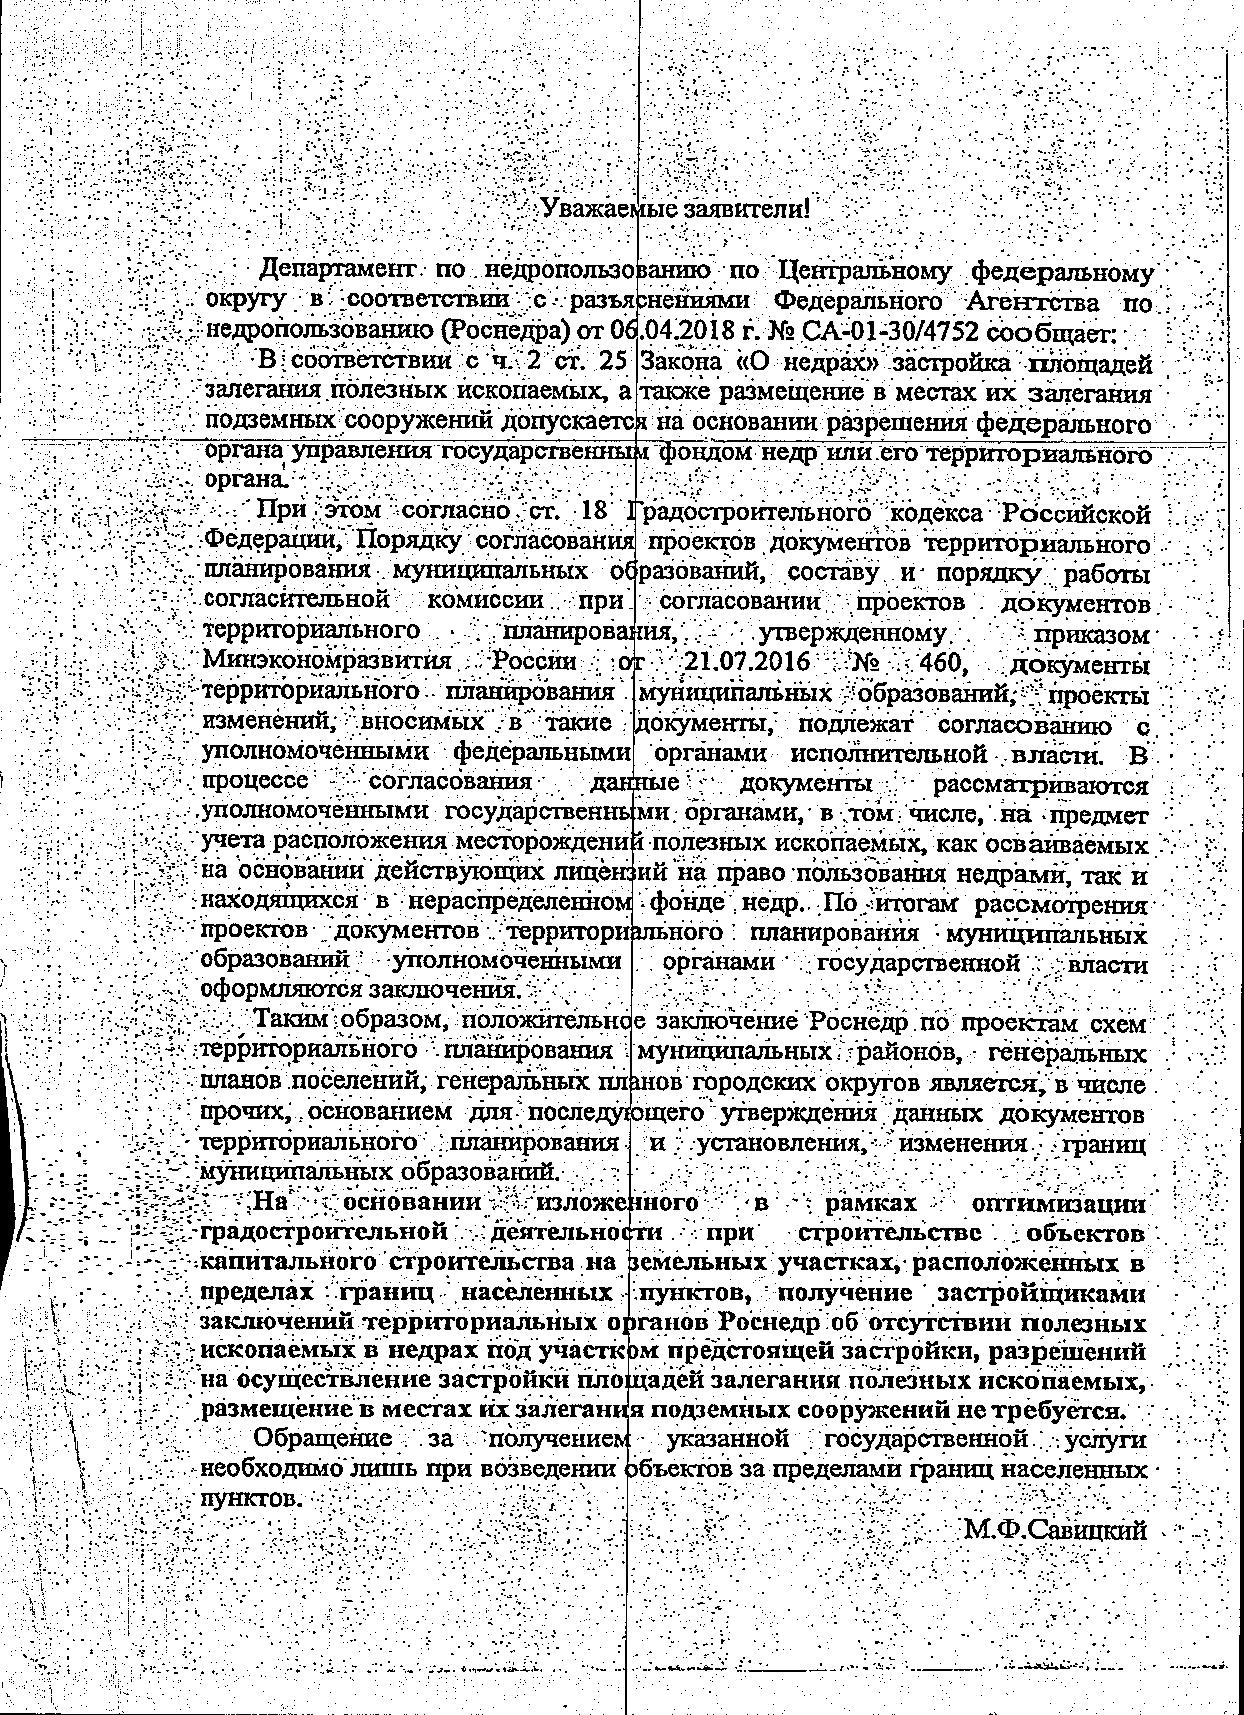 Уважаемые заявители!
Департамент по недропользованию по Центральному федеральному
округу в соответствии с разъяснениями Федерального Агентства по
недропользованию (Роснедра) от 06.04.2018 г. № СА-01-30/4752 сообщает:
В соответствии с ч. 2 ст. 25 Закона «О недрах» застройка площадей
залегания полезных ископаемых, а также размещение в местах их залегания
подземных сооружений допускается на основании разрешения федерального
органа управления государственным фондом недр или его территориального
органа.
При этом согласно ст. 18 Градостроительного кодекса Российской
Федерации, Порядку согласования проектов документов территориального
планирования муниципальных образований, составу и порядку работы
согласительной комиссии при согласовании проектов документов
территориального планирования, утвержденному приказом
Минэкономразвития России от 21.07.2016 № 460, документы
территориального планирования муниципальных образований, проекты
изменений, вносимых в такие документы, подлежат согласованию с
уполномоченными федеральными органами исполнительной власти. В
процессе согласования данные документы рассматриваются
уполномоченными государственными органами, в том числе, на предмет
учета расположения месторождений полезных ископаемых, как осваиваемых
на основании действующих лицензий на право пользования недрами, так и
находящихся в нераспределенном фонде недр. По итогам рассмотрения
проектов документов территориального планирования муниципальных
образований уполномоченными органами государственной власти
оформляются заключения.
Таким образом, положительное заключение Роснедр по проектам схем
территориального планирования муниципальных районов, генеральных
планов поселений, генеральных планов городских округов является, в числе
прочих, основанием для последующего утверждения данных документов
территориального планирования и установления, изменения границ
муниципальных образований.
На основании изложенного в рамках оптимизации
градостроительной деятельности при строительстве объектов
капитального строительства на земельных участках, расположенных в
пределах границ населенных пунктов, получение застройщиками
заключений территориальных органов Роснедр об отсутствии полезных
ископаемых в недрах под участком предстоящей застройки, разрешений
на осуществление застройки площадей залегания полезных ископаемых,
размещение в местах их залегания подземных сооружений не требуется.
Обращение за получением указанной государственной услуги
необходимо лишь при возведении объектов за пределами границ населенных
пунктов.
М.Ф.Савицкий